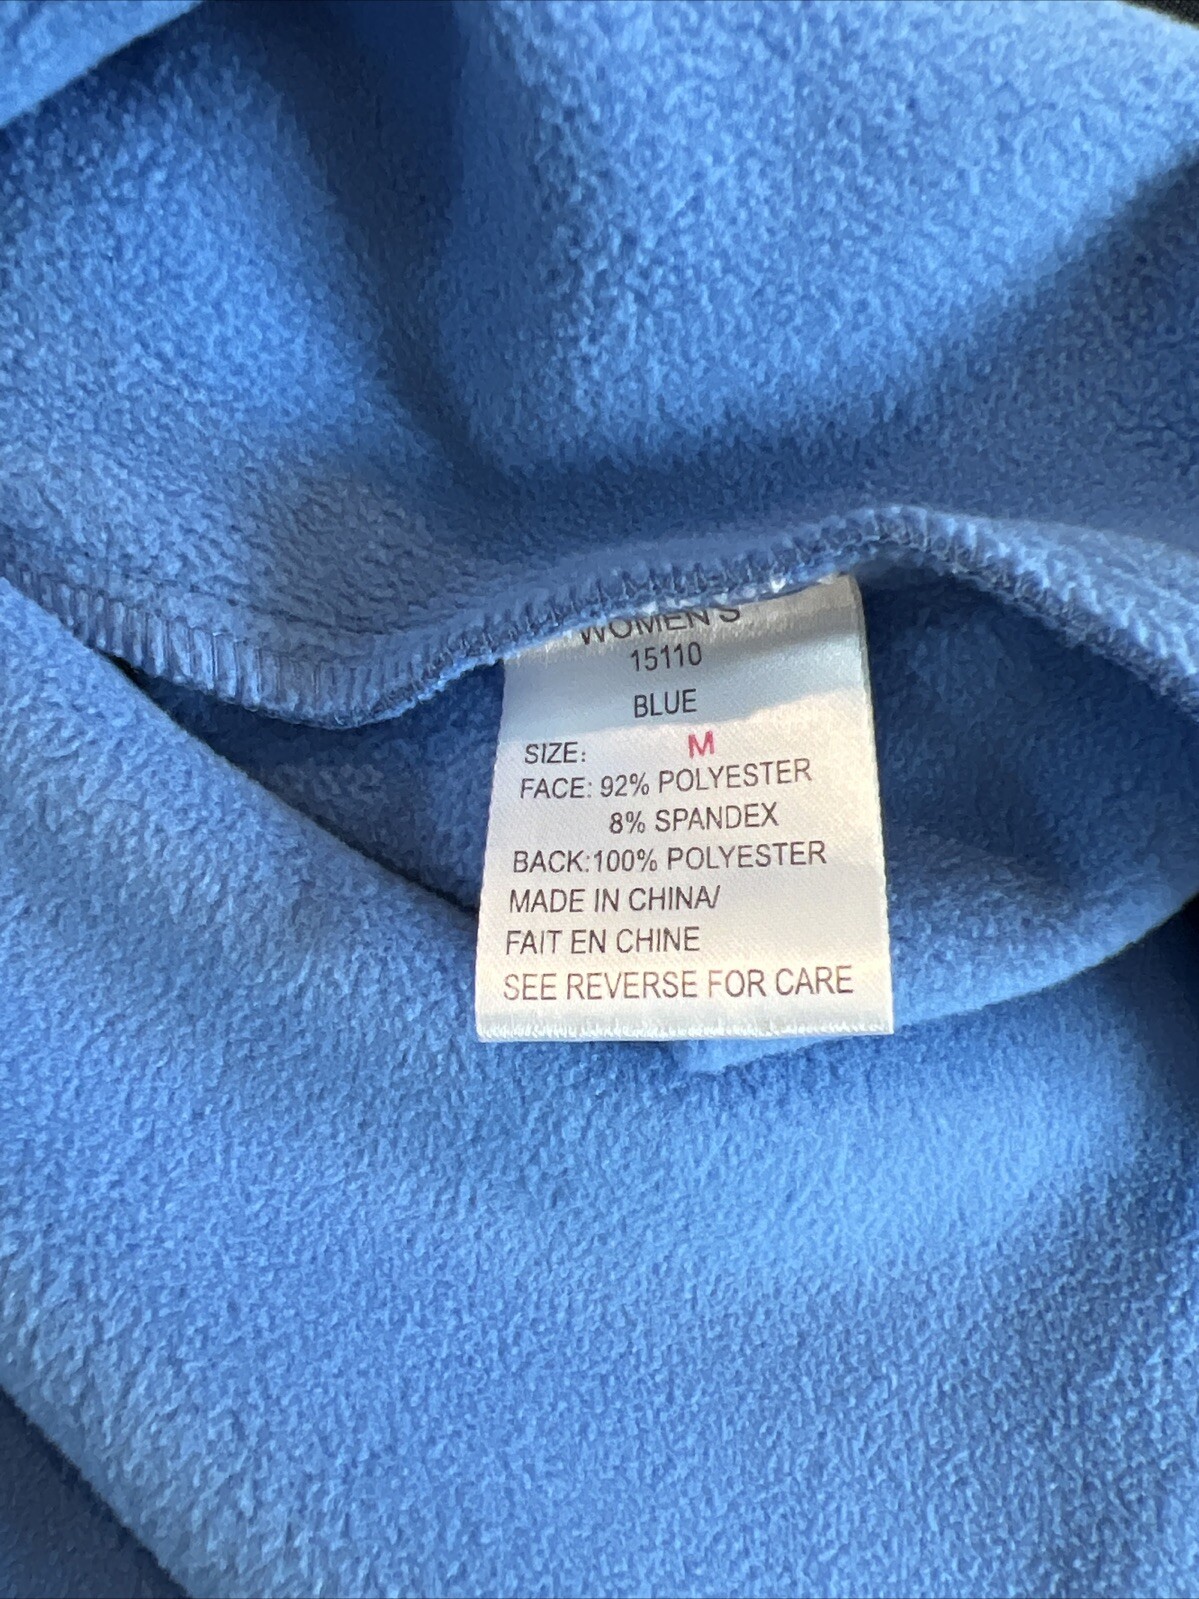 WOMEN'S
15110
BLUE
SIZE: M
FACE: 92% POLYESTER
8% SPANDEX
BACK:100% POLYESTER
MADE IN CHINA/
FAIT EN CHINE
SEE REVERSE FOR CARE